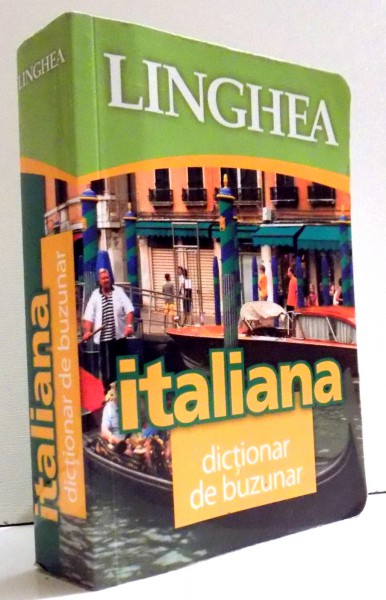 LINGHEA
italiana
dicționar de buzunar
LINGHEA
italiana
dicționar
de buzunar